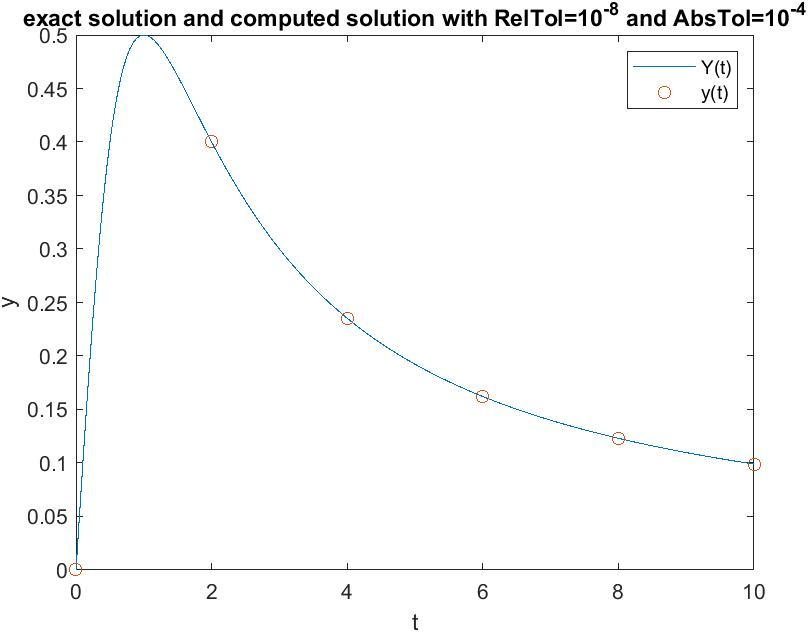 exact solution and computed solution with RelTol=10^-8 and AbsTol=10^-4
0.5
0.45
0.4
0.35
0.3
0.25
0.2
0.15
0.1
0.05
0
y
Y(t)
y(t)
0 2 4 6 8 10
t